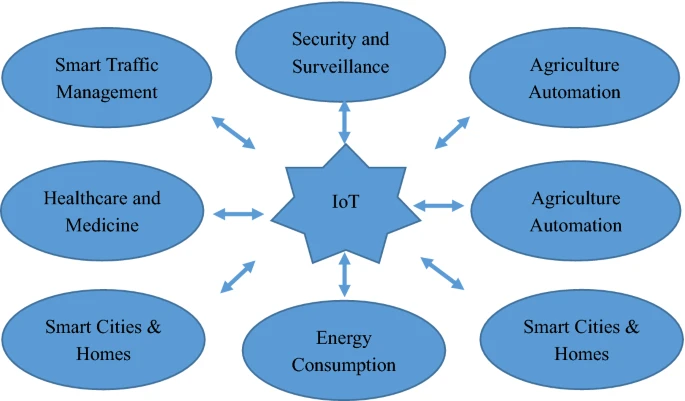 Security and
Surveillance
Smart Traffic
Management
Agriculture
Automation
Healthcare and
Medicine
IoT
Agriculture
Automation
Smart Cities &
Homes
Energy
Consumption
Smart Cities &
Homes